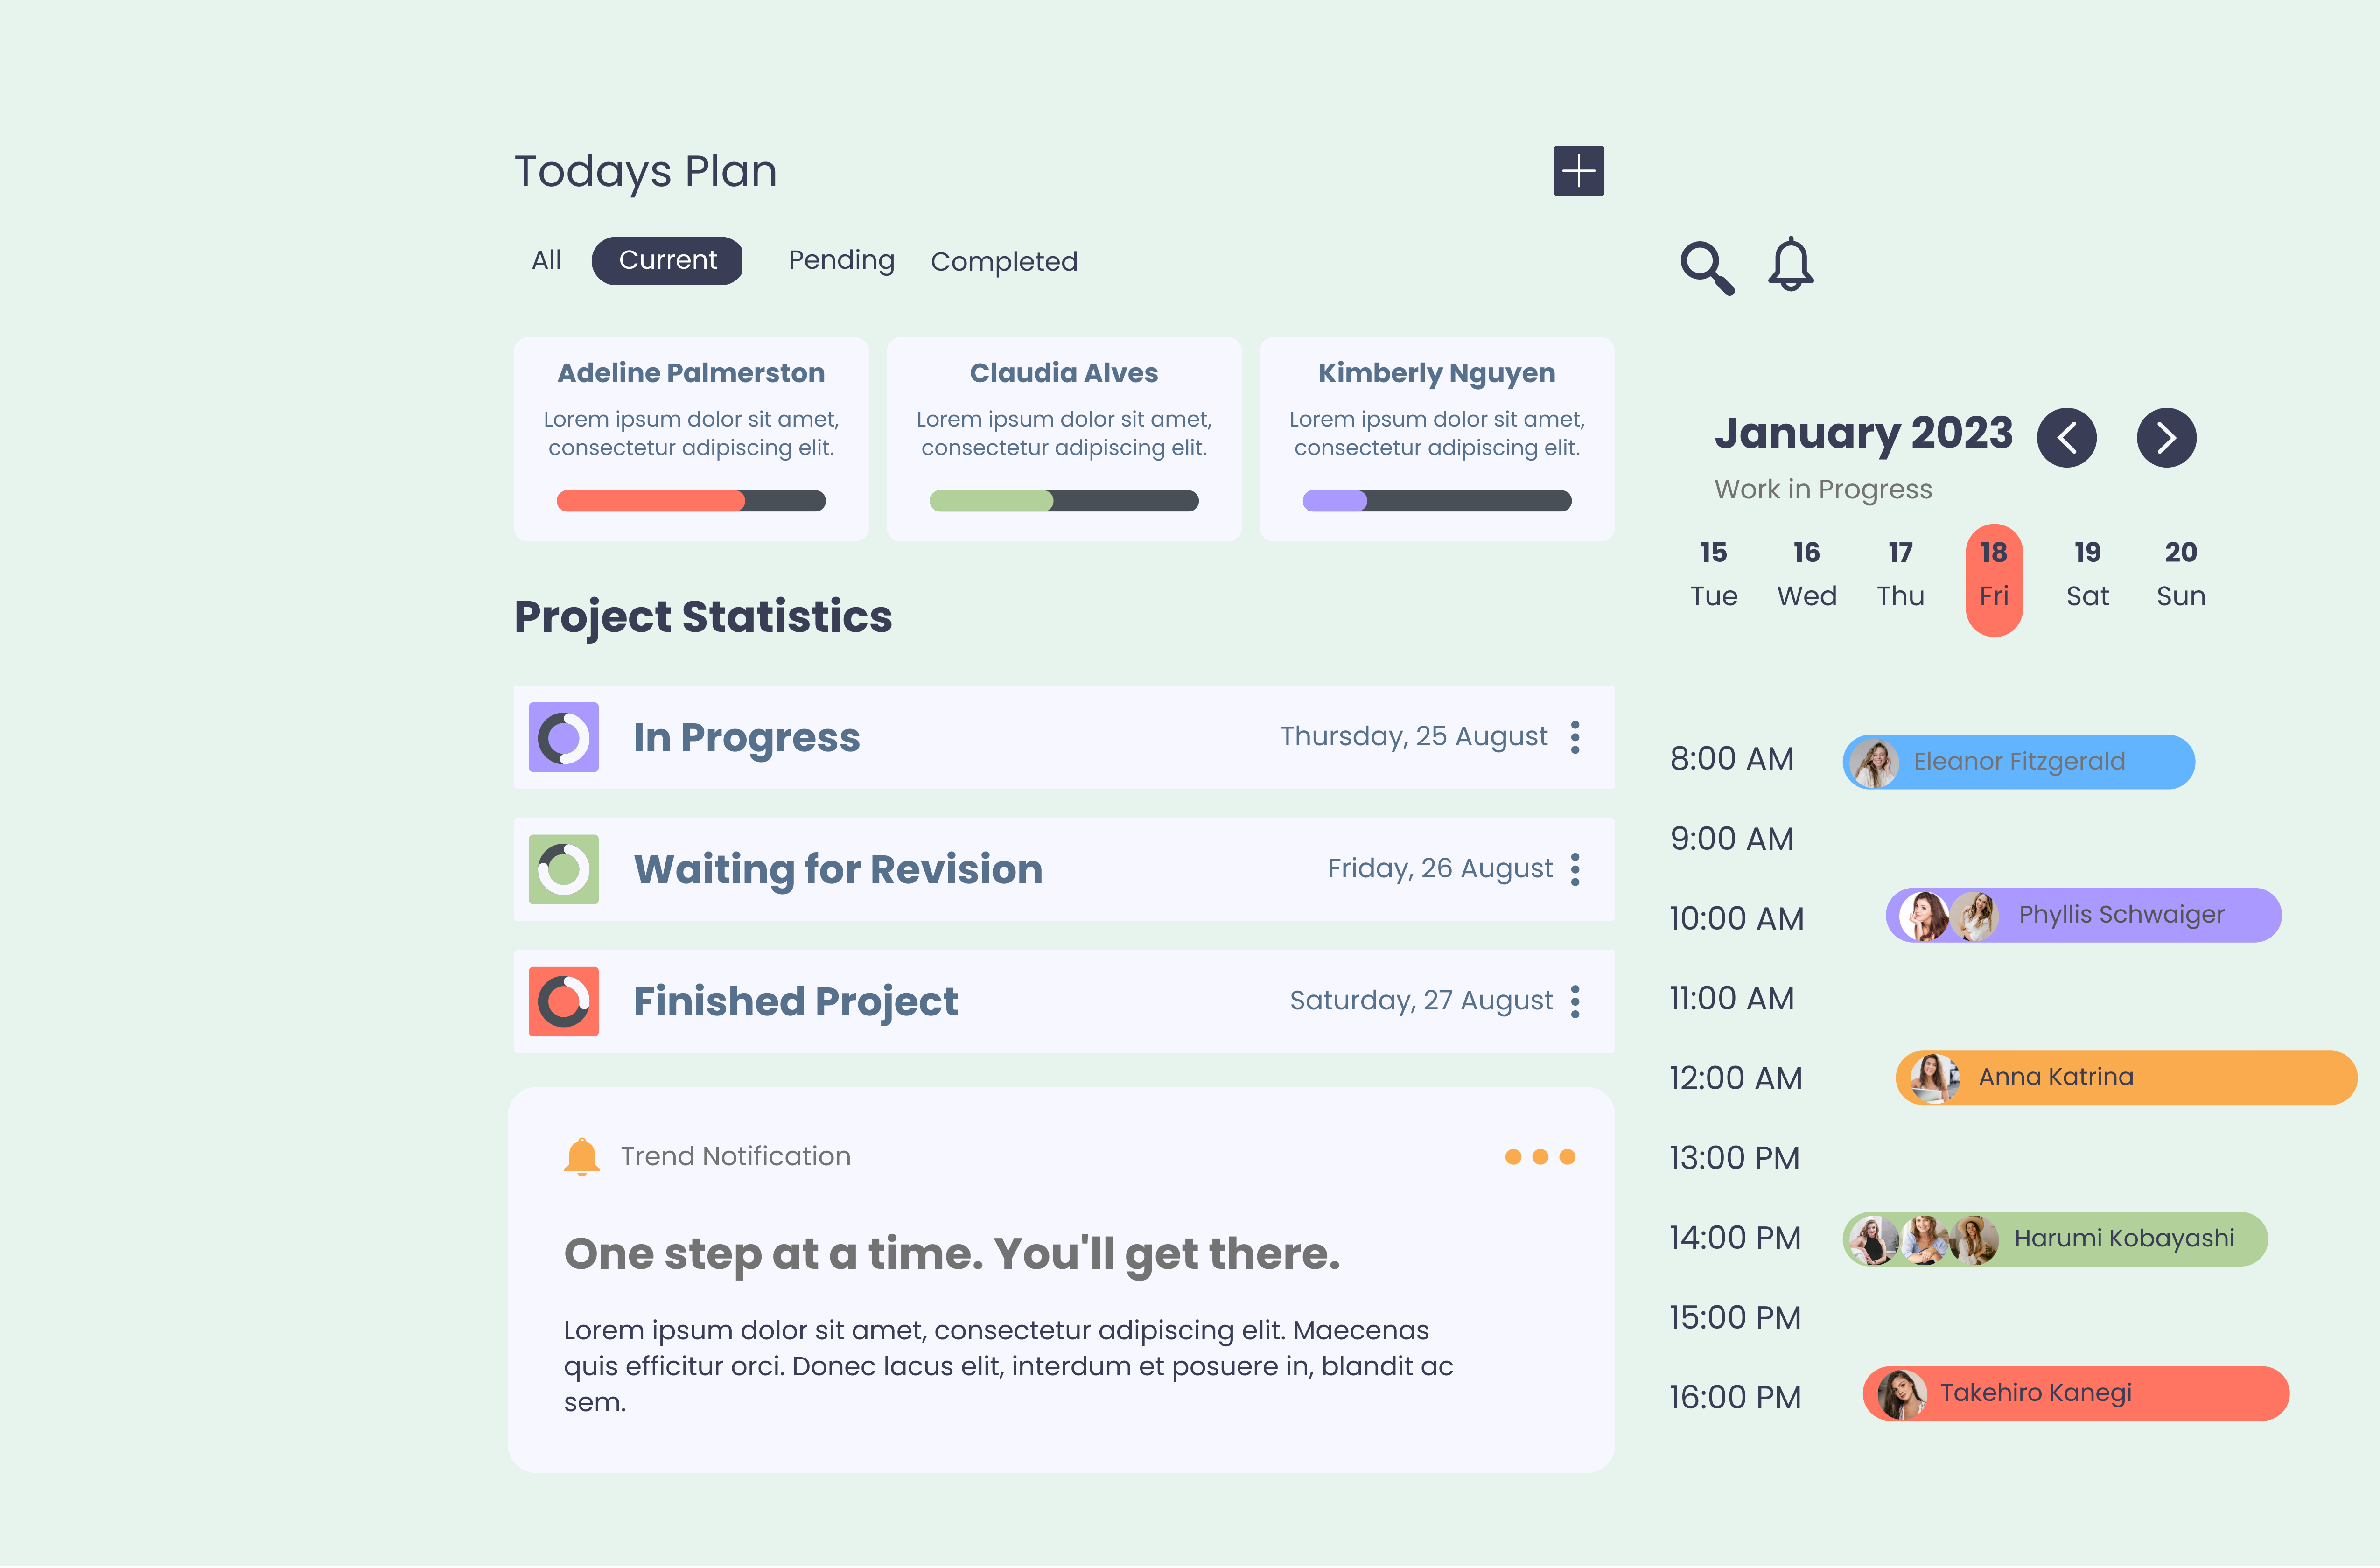 Todays Plan
All
Current
Pending
Completed
Adeline Palmerston
Lorem ipsum dolor sit amet,
consectetur adipiscing elit.
Claudia Alves
Lorem ipsum dolor sit amet,
consectetur adipiscing elit.
Kimberly Nguyen
Lorem ipsum dolor sit amet,
consectetur adipiscing elit.
Project Statistics
In Progress
Thursday, 25 August
Waiting for Revision
Friday, 26 August
Finished Project
Saturday, 27 August
Trend Notification
One step at a time. You'll get there.
Lorem ipsum dolor sit amet, consectetur adipiscing elit. Maecenas
quis efficitur orci. Donec lacus elit, interdum et posuere in, blandit ac
sem.
January 2023
Work in Progress
15 16 17 18 19 20
Tue Wed Thu Fri Sat Sun
8:00 AM
Eleanor Fitzgerald
9:00 AM
10:00 AM
Phyllis Schwaiger
11:00 AM
12:00 AM
Anna Katrina
13:00 PM
14:00 PM
Harumi Kobayashi
15:00 PM
16:00 PM
Takehiro Kanegi